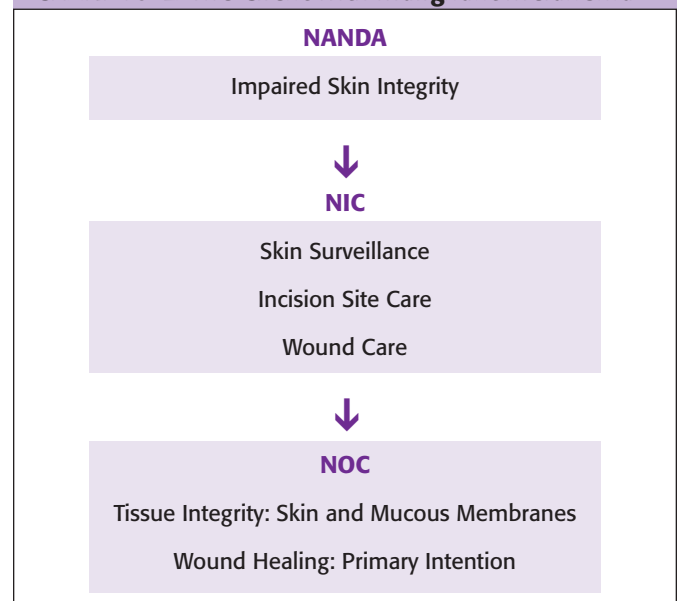 NANDA
Impaired Skin Integrity
NIC
Skin Surveillance
Incision Site Care
Wound Care
NOC
Tissue Integrity: Skin and Mucous Membranes
Wound Healing: Primary Intention